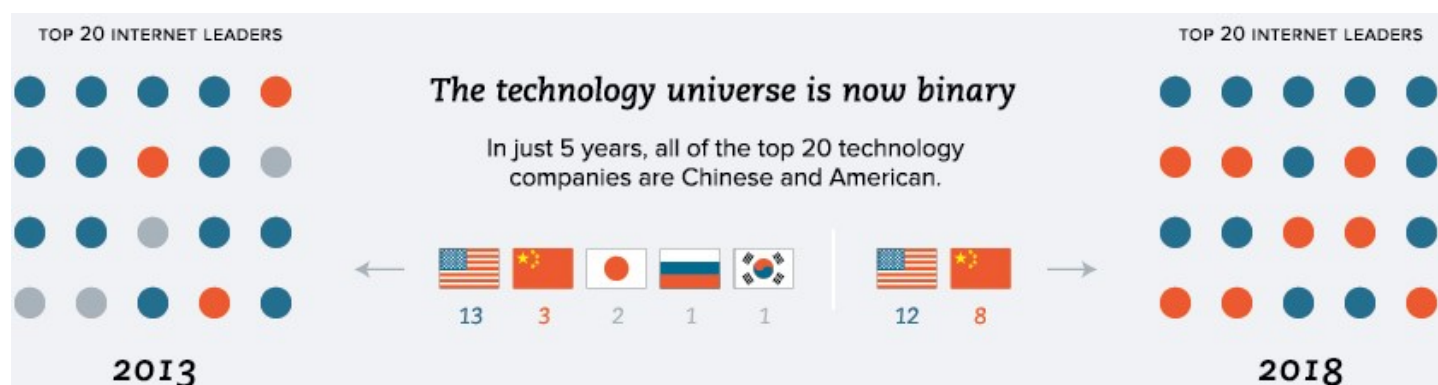 TOP 20 INTERNET LEADERS
The technology universe is now binary
In just 5 years, all of the top 20 technology
companies are Chinese and American.
13 3 2 1 1
12 8
2013
TOP 20 INTERNET LEADERS
2018